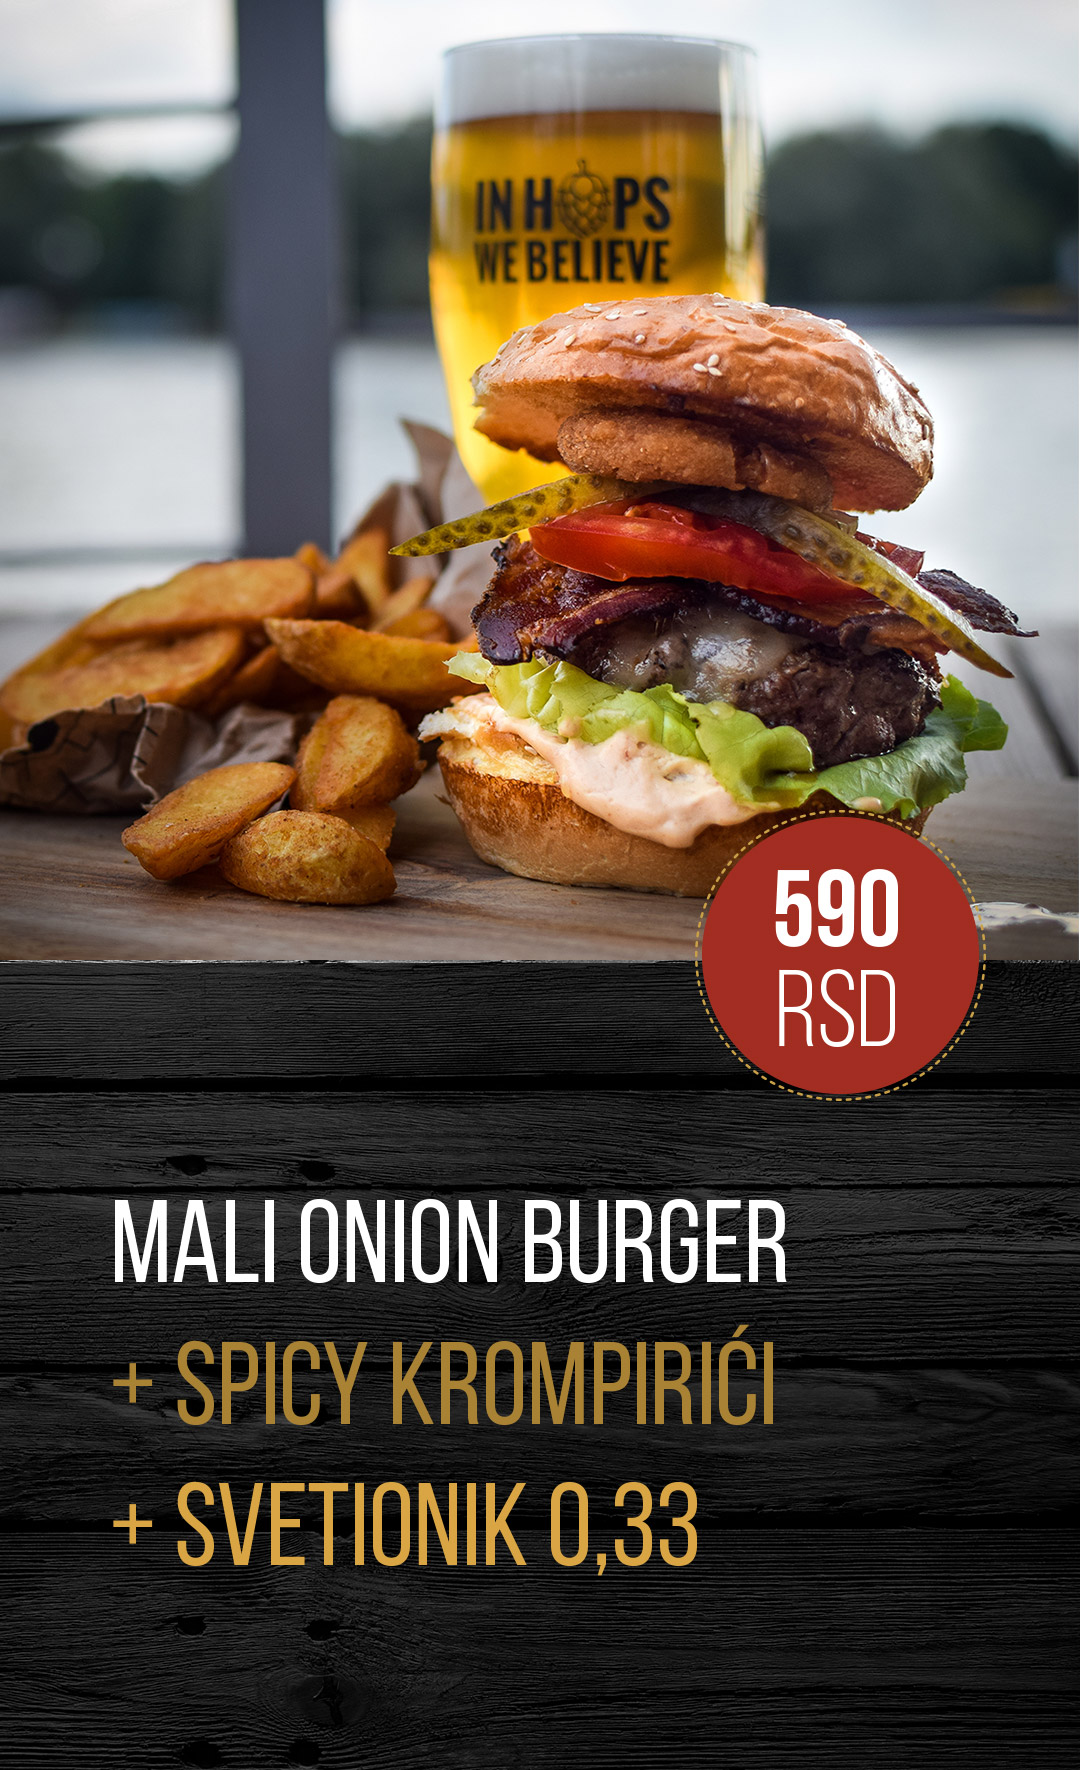 IN HOPS
WE BELIEVE
590
RSD
MALI ONION BURGER
+ SPICY KROMPIRIĆI
+ SVETIONIK 0,33